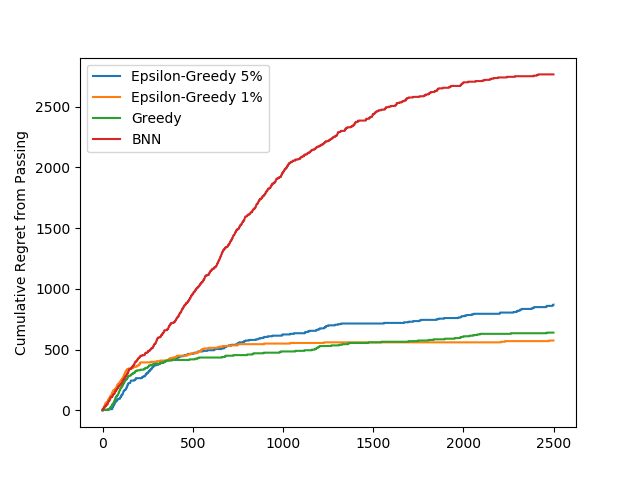 Epsilon-Greedy 5%
Epsilon-Greedy 1%
Greedy
BNN
Cumulative Regret from Passing
2500
2000
1500
1000
500
0
0 500 1000 1500 2000 2500